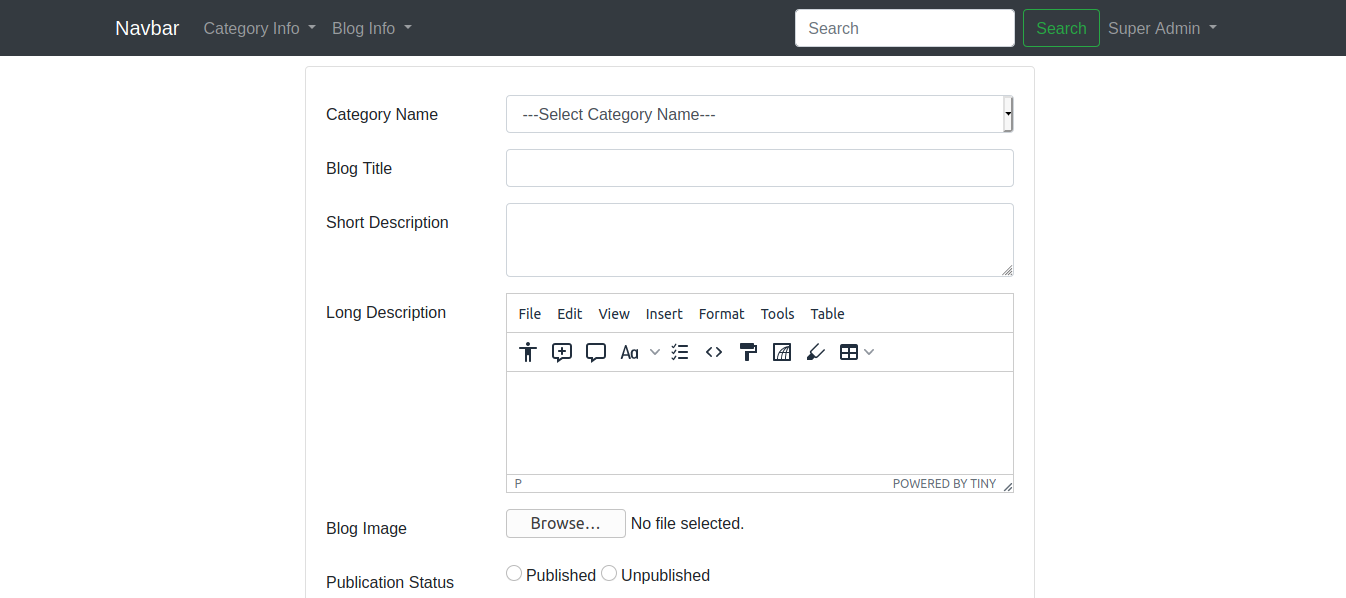 Navbar Category Info Blog Info Search Search Super Admin
Category Name ---Select Category Name---
Blog Title
Short Description
Long Description File Edit View Insert Format Tools Table
Aa
P POWERED BY TINY
Blog Image Browse... No file selected.
Publication Status Published Unpublished